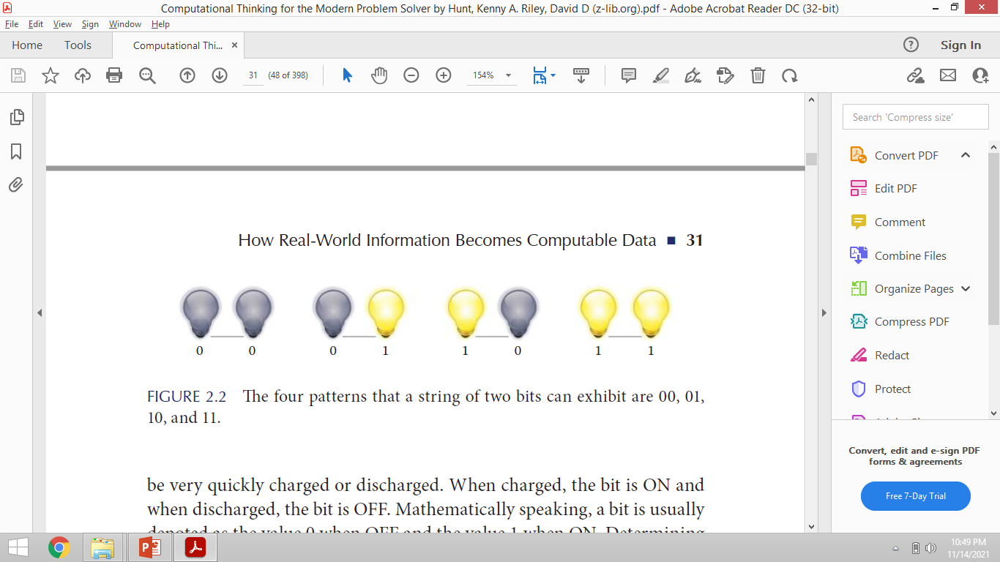 Computational Thinking for the Modern Problem Solver by Hunt, Kenny A. Riley, David D (z-lib.org).pdf - Adobe Acrobat Reader DC (32-bit)
File Edit View Sign Window Help
Home Tools Computational Thi... × Sign In
31 (48 of 398) 154%
Search 'Compress size'
Convert PDF
Edit PDF
Comment
Combine Files
Organize Pages
Compress PDF
Redact
Protect
Convert, edit and e-sign PDF
forms & agreements
Free 7-Day Trial
How Real-World Information Becomes Computable Data ■ 31
0 0 0 1 1 0 1 1
FIGURE 2.2 The four patterns that a string of two bits can exhibit are 00, 01,
10, and 11.
be very quickly charged or discharged. When charged, the bit is ON and
when discharged, the bit is OFF. Mathematically speaking, a bit is usually
denoted as the value 0 when OFF and the value 1 when ON. Determining
10:49 PM
11/14/2021